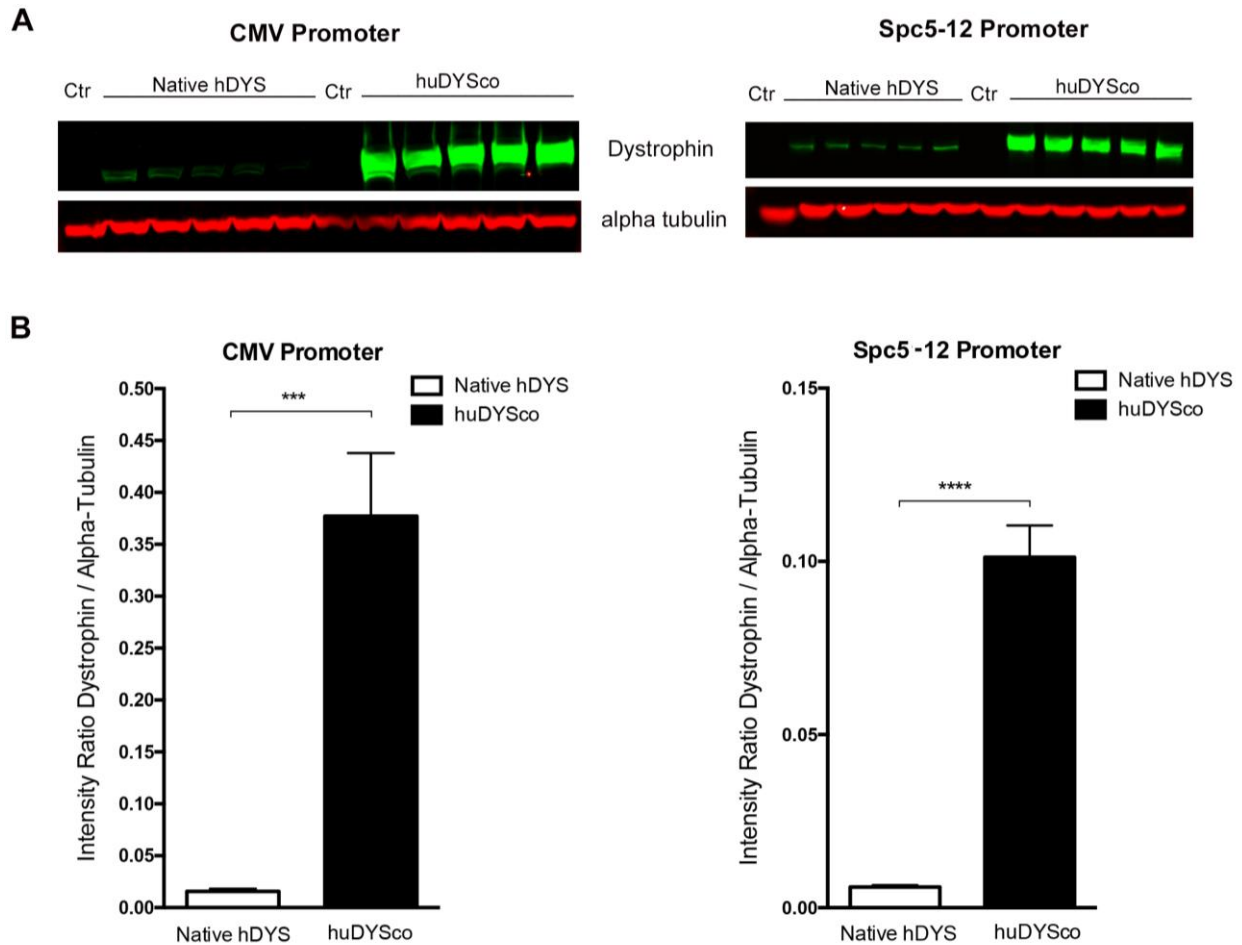 A
CMV Promoter
Spc5-12 Promoter
Ctr
Native hDYS
Ctr
huDYSco
Ctr
Native hDYS
Ctr
huDYSco
Dystrophin
alpha tubulin
B
CMV Promoter
Native hDYS
huDYSco
***
Intensity Ratio Dystrophin / Alpha-Tubulin
0.50
0.45
0.40
0.35
0.30
0.25
0.20
0.15
0.10
0.05
0.00
Native hDYS
huDYSco
Spc5-12 Promoter
Native hDYS
huDYSco
****
Intensity Ratio Dystrophin / Alpha-Tubulin
0.15
0.10
0.05
0.00
Native hDYS
huDYSco